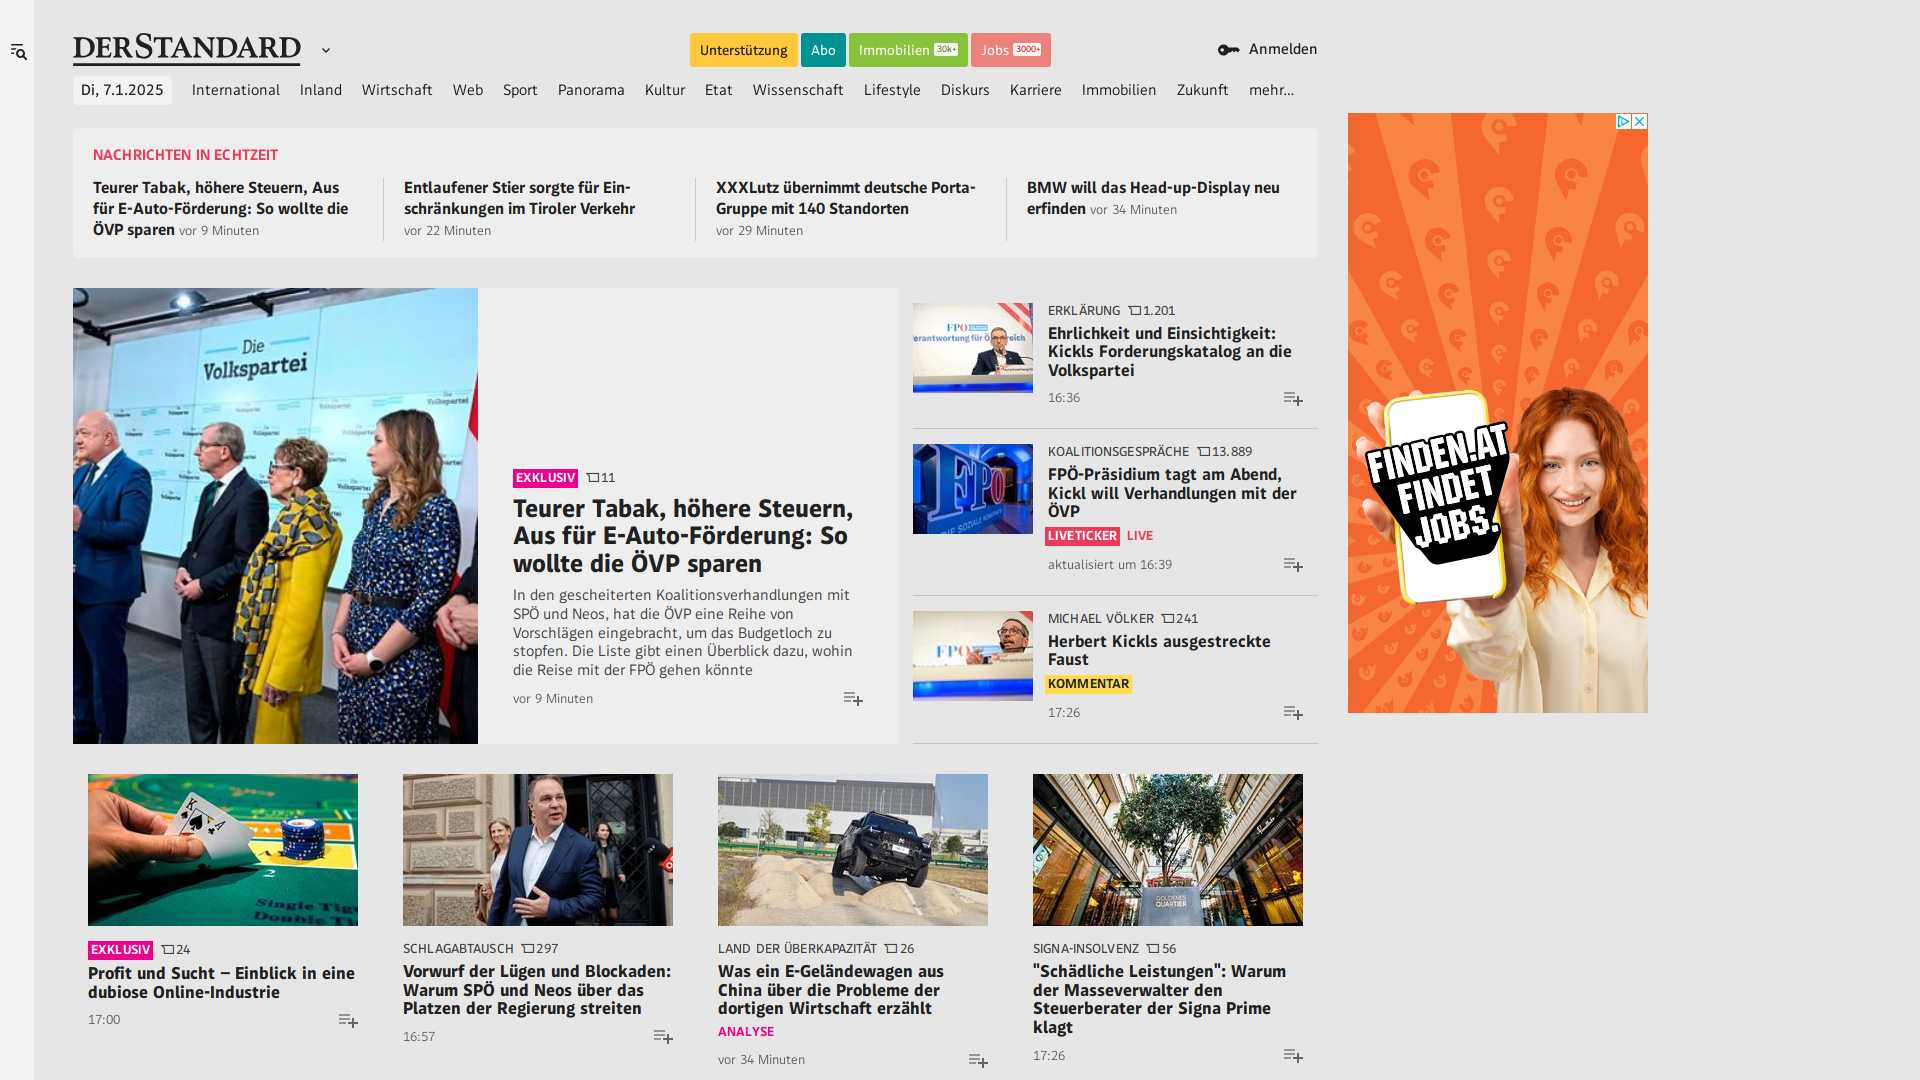 DERSTANDARD
Unterstützung
Abo
Immobilien 30k+
Jobs 3000+
Anmelden
Di, 7.1.2025
International
Inland
Wirtschaft
Web
Sport
Panorama
Kultur
Etat
Wissenschaft
Lifestyle
Diskurs
Karriere
Immobilien
Zukunft
mehr...
NACHRICHTEN IN ECHTZEIT
Teurer Tabak, höhere Steuern, Aus
für E-Auto-Förderung: So wollte die
ÖVP sparen vor 9 Minuten
Entlaufener Stier sorgte für Ein-
schränkungen im Tiroler Verkehr
vor 22 Minuten
XXXLutz übernimmt deutsche Porta-
Gruppe mit 140 Standorten
vor 29 Minuten
BMW will das Head-up-Display neu
erfinden vor 34 Minuten
Die
Volkspartei
EXKLUSIV 11
Teurer Tabak, höhere Steuern,
Aus für E-Auto-Förderung: So
wollte die ÖVP sparen
In den gescheiterten Koalitionsverhandlungen mit
SPÖ und Neos, hat die ÖVP eine Reihe von
Vorschlägen eingebracht, um das Budgetloch zu
stopfen. Die Liste gibt einen Überblick dazu, wohin
die Reise mit der FPÖ gehen könnte
vor 9 Minuten
FPÖ
ERKLÄRUNG 1.201
Ehrlichkeit und Einsichtigkeit:
Kickls Forderungskatalog an die
Volkspartei
16:36
FPÖ
KOALITIONSGESPRÄCHE 13.889
FPÖ-Präsidium tagt am Abend,
Kickl will Verhandlungen mit der
ÖVP
LIVETICKER LIVE
aktualisiert um 16:39
FPÖ
MICHAEL VÖLKER 241
Herbert Kickls ausgestreckte
Faust
KOMMENTAR
17:26
FINDEN.AT
FINDET
JOBS.
K
A
2
Single Tig
Double Ti
EXKLUSIV 24
Profit und Sucht – Einblick in eine
dubiose Online-Industrie
17:00
SCHLAGABTAUSCH 297
Vorwurf der Lügen und Blockaden:
Warum SPÖ und Neos über das
Platzen der Regierung streiten
16:57
LAND DER ÜBERKAPAZITÄT 26
Was ein E-Geländewagen aus
China über die Probleme der
dortigen Wirtschaft erzählt
ANALYSE
vor 34 Minuten
GOLDENES
QUARTIER
SIGNA-INSOLVENZ 56
"Schädliche Leistungen": Warum
der Masseverwalter den
Steuerberater der Signa Prime
klagt
17:26